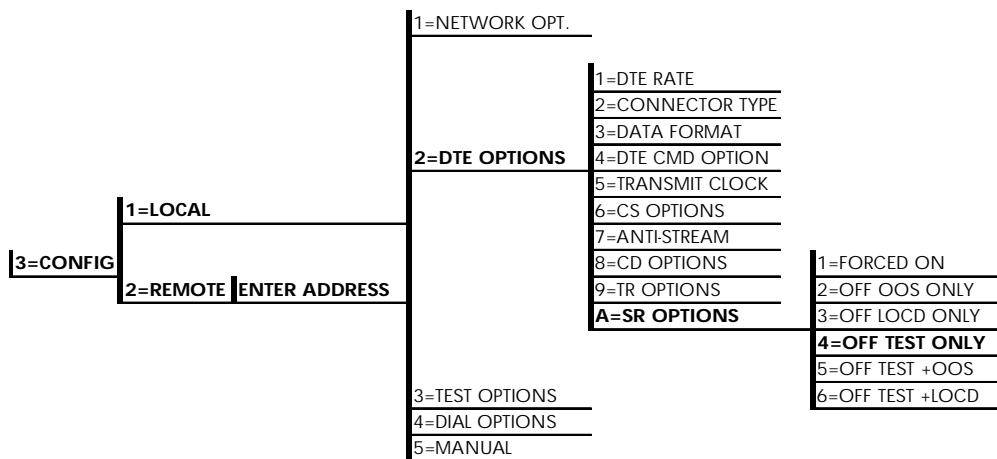 1=NETWORK OPT.
1=DTE RATE
2=CONNECTOR TYPE
3=DATA FORMAT
2=DTE OPTIONS
4=DTE CMD OPTION
5=TRANSMIT CLOCK
1=LOCAL
6=CS OPTIONS
7=ANTI-STREAM
3=CONFIG
8=CD OPTIONS
1=FORCED ON
2=REMOTE
ENTER ADDRESS
9=TR OPTIONS
2=OFF OOS ONLY
A=SR OPTIONS
3=OFF LOCD ONLY
4=OFF TEST ONLY
5=OFF TEST +OOS
3=TEST OPTIONS
6=OFF TEST +LOCD
4=DIAL OPTIONS
5=MANUAL